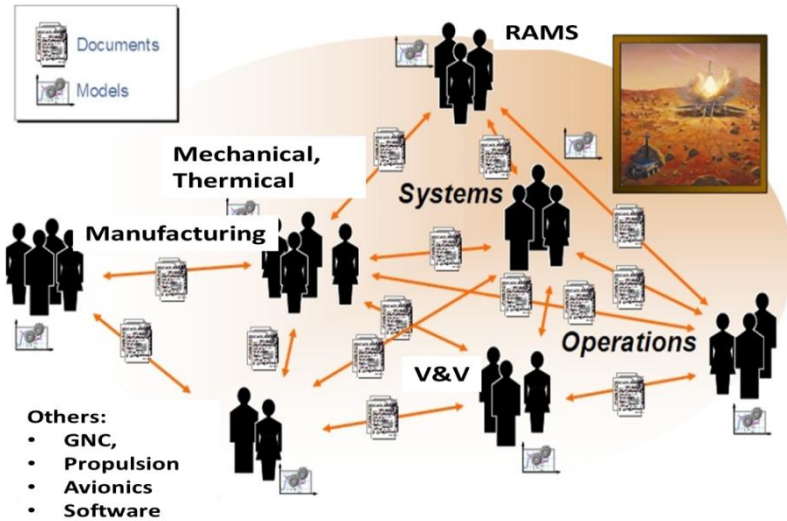 Documents
Models
RAMS
Mechanical,
Thermical
Systems
Manufacturing
Operations
V&V
Others:
• GNC,
• Propulsion
• Avionics
• Software